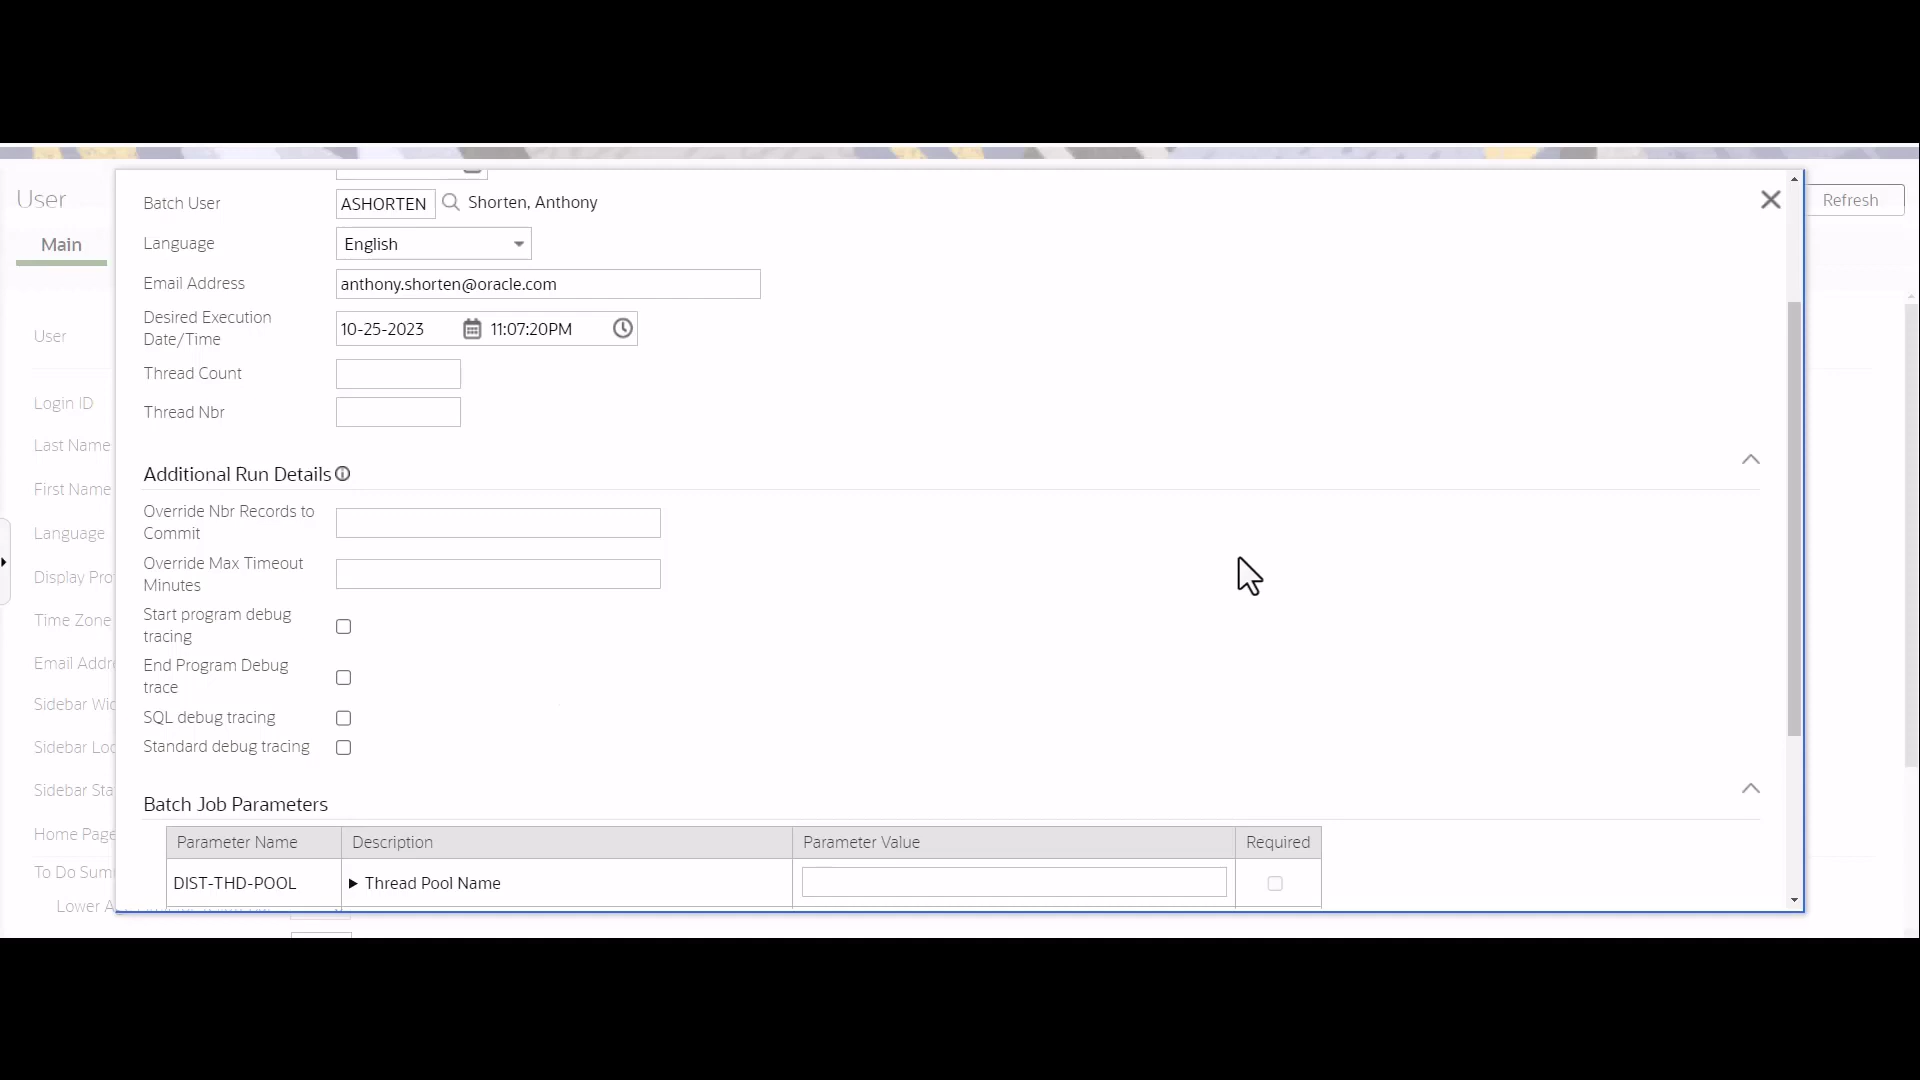 User
Main
Refresh
User
Login ID
Last Name
First Name
Language
Display Pro
Time Zone
Email Addre
Sidebar Wid
Sidebar Loc
Sidebar Sta
Home Page
To Do Sum
Lower A
Batch User ASHORTEN Shorten, Anthony
Language English
Email Address anthony.shorten@oracle.com
Desired Execution
Date/Time 10-25-2023 11:07:20PM
Thread Count
Thread Nbr
Additional Run Details
Override Nbr Records to
Commit
Override Max Timeout
Minutes
Start program debug
tracing
End Program Debug
trace
SQL debug tracing
Standard debug tracing
Batch Job Parameters
Parameter Name Description Parameter Value Required
DIST-THD-POOL Thread Pool Name